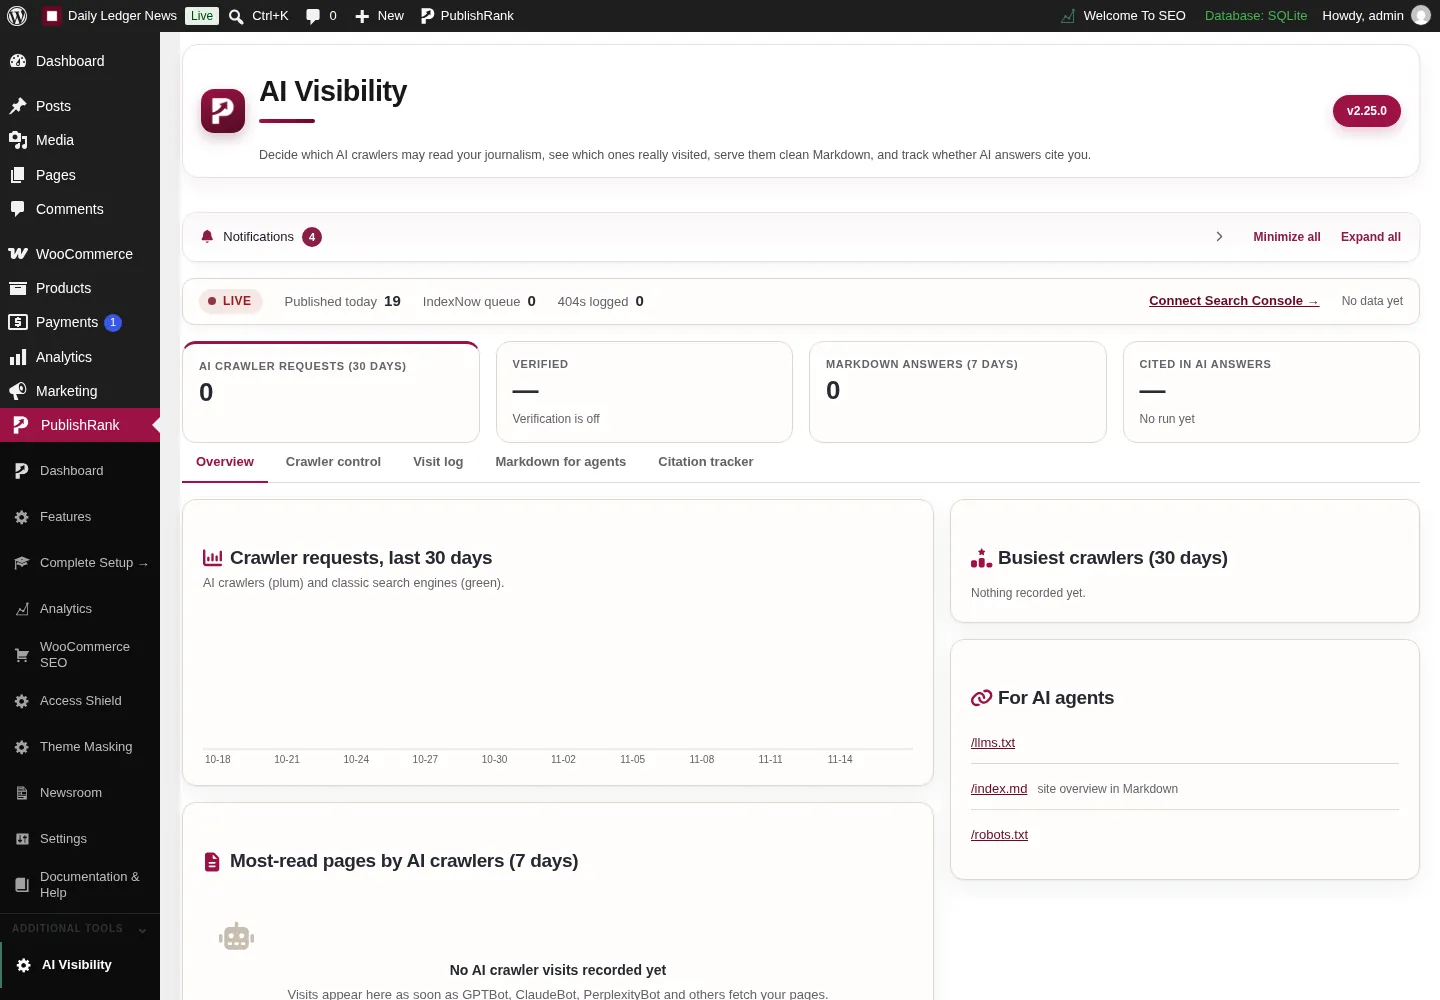 Daily Ledger News Live Ctrl+K 0 New PublishRank Welcome To SEO Database: SQLite Howdy, admin
Dashboard
Posts
Media
Pages
Comments
WooCommerce
Products
Payments 1
Analytics
Marketing
PublishRank
Dashboard
Features
Complete Setup →
Analytics
WooCommerce
SEO
Access Shield
Theme Masking
Newsroom
Settings
Documentation &
Help
ADDITIONAL TOOLS
AI Visibility
AI Visibility
Decide which AI crawlers may read your journalism, see which ones really visited, serve them clean Markdown, and track whether AI answers cite you.
v2.25.0
Notifications 4 Minimize all Expand all
LIVE Published today 19 IndexNow queue 0 404s logged 0 Connect Search Console → No data yet
AI CRAWLER REQUESTS (30 DAYS)
0
VERIFIED
—
Verification is off
MARKDOWN ANSWERS (7 DAYS)
0
CITED IN AI ANSWERS
—
No run yet
Overview Crawler control Visit log Markdown for agents Citation tracker
Crawler requests, last 30 days
AI crawlers (plum) and classic search engines (green).
10-18 10-21 10-24 10-27 10-30 11-02 11-05 11-08 11-11 11-14
Busiest crawlers (30 days)
Nothing recorded yet.
For AI agents
/llms.txt
/index.md site overview in Markdown
/robots.txt
Most-read pages by AI crawlers (7 days)
No AI crawler visits recorded yet
Visits appear here as soon as GPTBot, ClaudeBot, PerplexityBot and others fetch your pages.